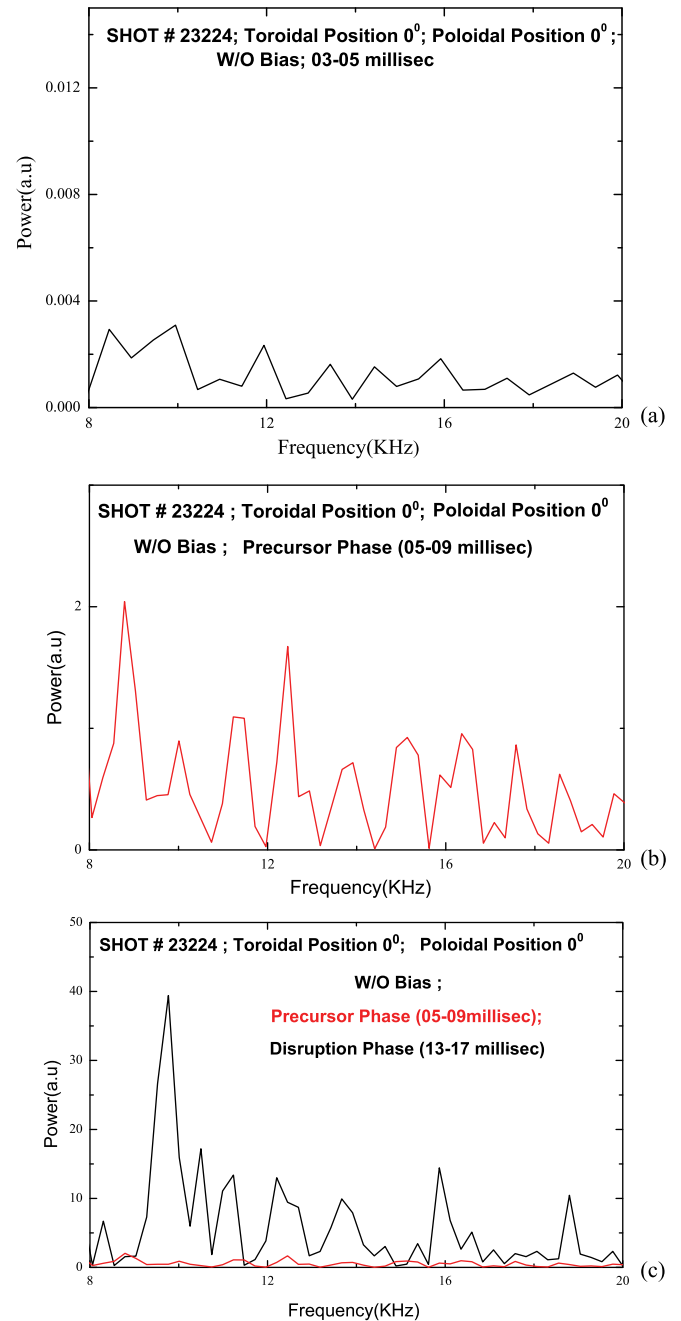 SHOT # 23224; Toroidal Position 0⁰; Poloidal Position 0⁰ ;
W/O Bias; 03-05 millisec
0.012
0.008
0.004
0.000
Power(a.u)
8 12 16 20
Frequency(KHz)
(a)
SHOT # 23224 ; Toroidal Position 0⁰; Poloidal Position 0⁰
W/O Bias ; Precursor Phase (05-09 millisec)
2
0
Power(a.u)
8 12 16 20
Frequency(KHz)
(b)
50
SHOT # 23224 ; Toroidal Position 0⁰; Poloidal Position 0⁰
W/O Bias ;
Precursor Phase (05-09millisec);
Disruption Phase (13-17 millisec)
40
30
20
10
0
Power(a.u)
8 12 16 20
Frequency(KHz)
(c)